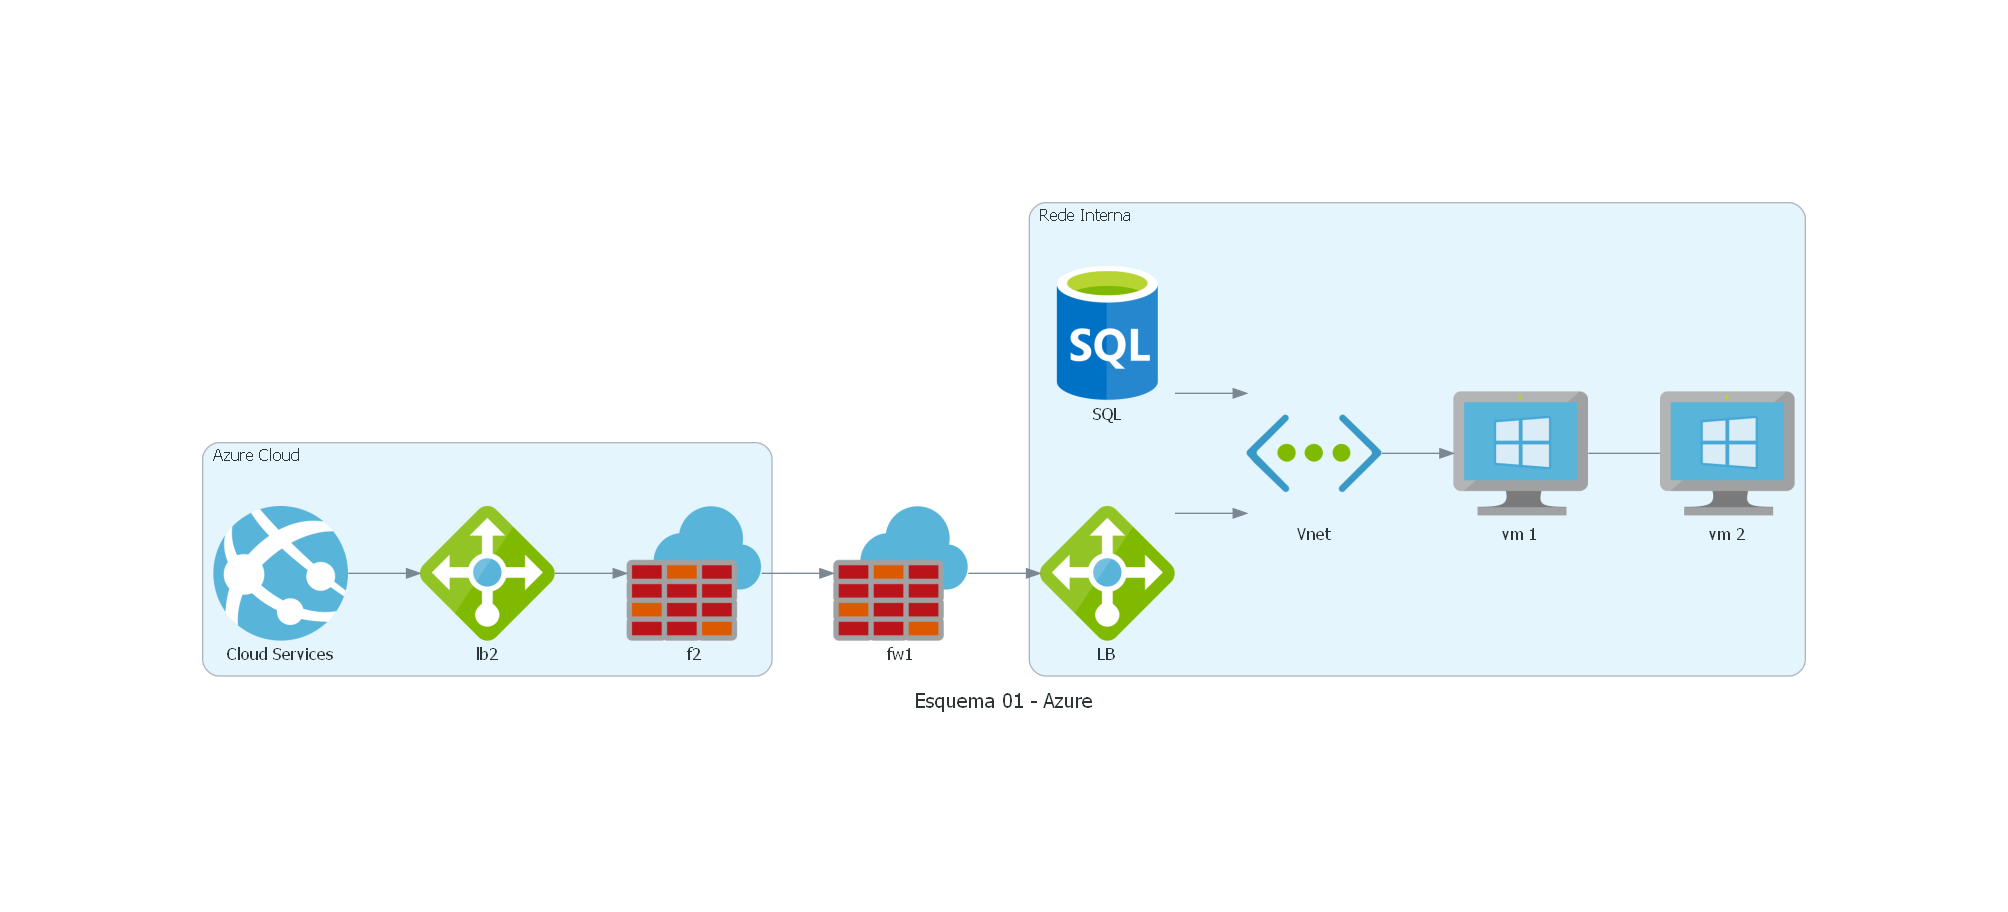 Rede Interna
SQL
SQL
Azure Cloud
Vnet
vm 1
vm 2
Cloud Services
lb2
f2
fw1
LB
Esquema 01 - Azure